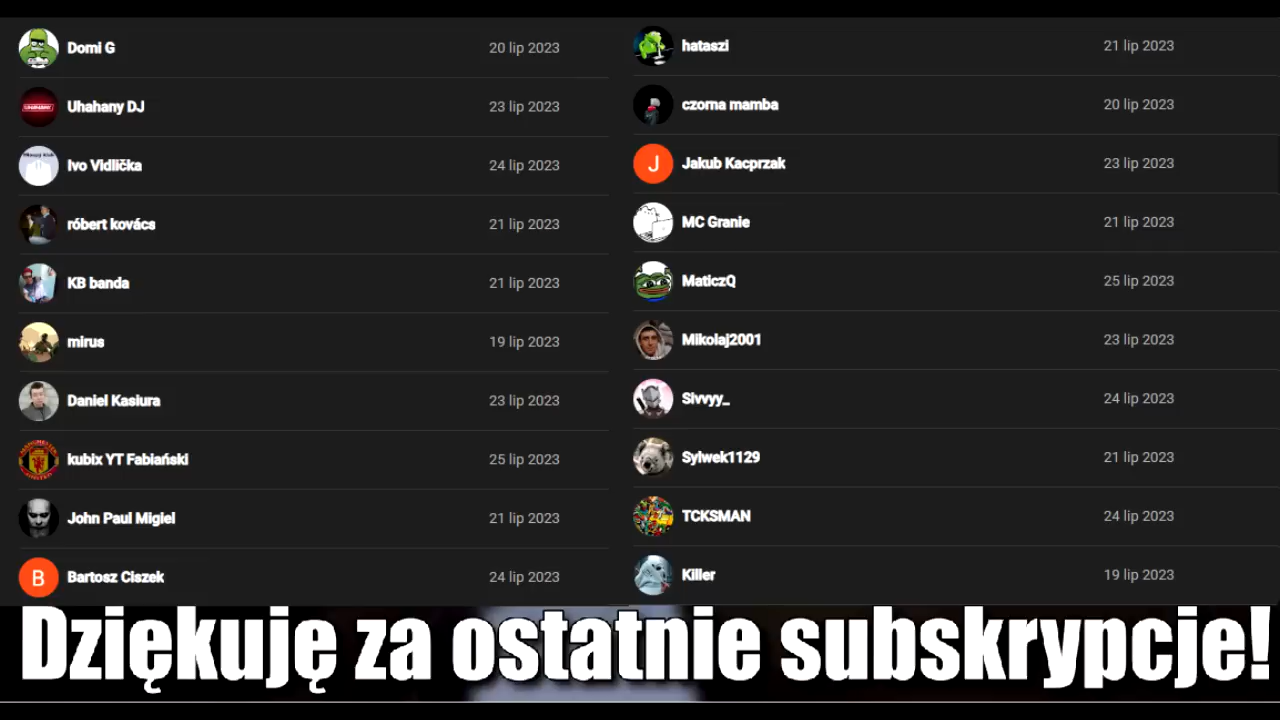 Domi G 20 lip 2023
Uhahany DJ 23 lip 2023
Ivo Vidlička 24 lip 2023
róbert kovács 21 lip 2023
KB banda 21 lip 2023
mirus 19 lip 2023
Daniel Kasiura 23 lip 2023
kubix YT Fabiański 25 lip 2023
John Paul Migiel 21 lip 2023
B Bartosz Ciszek 24 lip 2023
hataszi 21 lip 2023
czorna mamba 20 lip 2023
J Jakub Kacprzak 23 lip 2023
MC Granie 21 lip 2023
MaticzQ 25 lip 2023
Mikolaj2001 23 lip 2023
Sivvyy_ 24 lip 2023
Sylwek1129 21 lip 2023
TCKSMAN 24 lip 2023
Killer 19 lip 2023
Dziękuję za ostatnie subskrypcje!